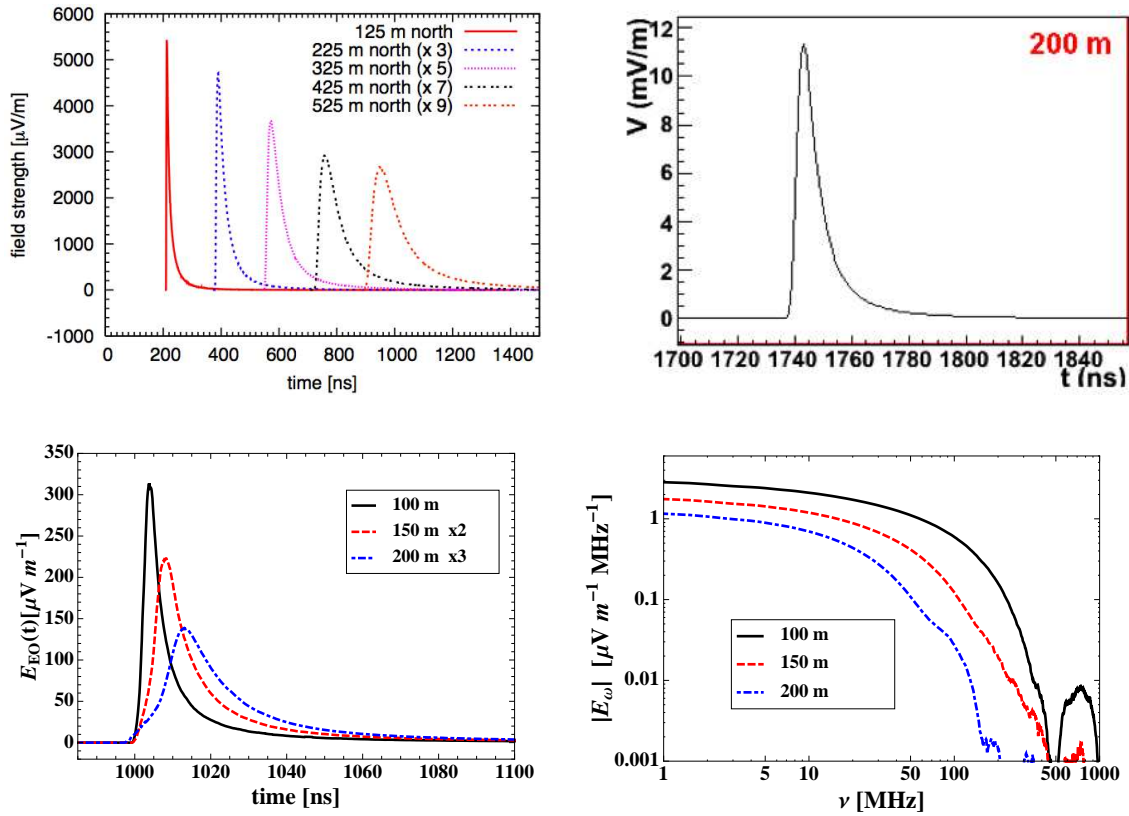 6000
5000
4000
3000
2000
1000
0
-1000
0 200 400 600 800 1000 1200 1400
field strength [µV/m]
time [ns]
125 m north
225 m north (x 3)
325 m north (x 5)
425 m north (x 7)
525 m north (x 9)
200 m
V (mV/m)
12
10
8
6
4
2
0
1700 1720 1740 1760 1780 1800 1820 1840
t (ns)
350
300
250
200
150
100
50
0
1000 1020 1040 1060 1080 1100
E_EO(t)[µV m⁻¹]
time [ns]
100 m
150 m x2
200 m x3
|E_ω| [µV m⁻¹ MHz⁻¹]
1
0.1
0.01
0.001
1 5 10 50 100 500 1000
ν [MHz]
100 m
150 m
200 m